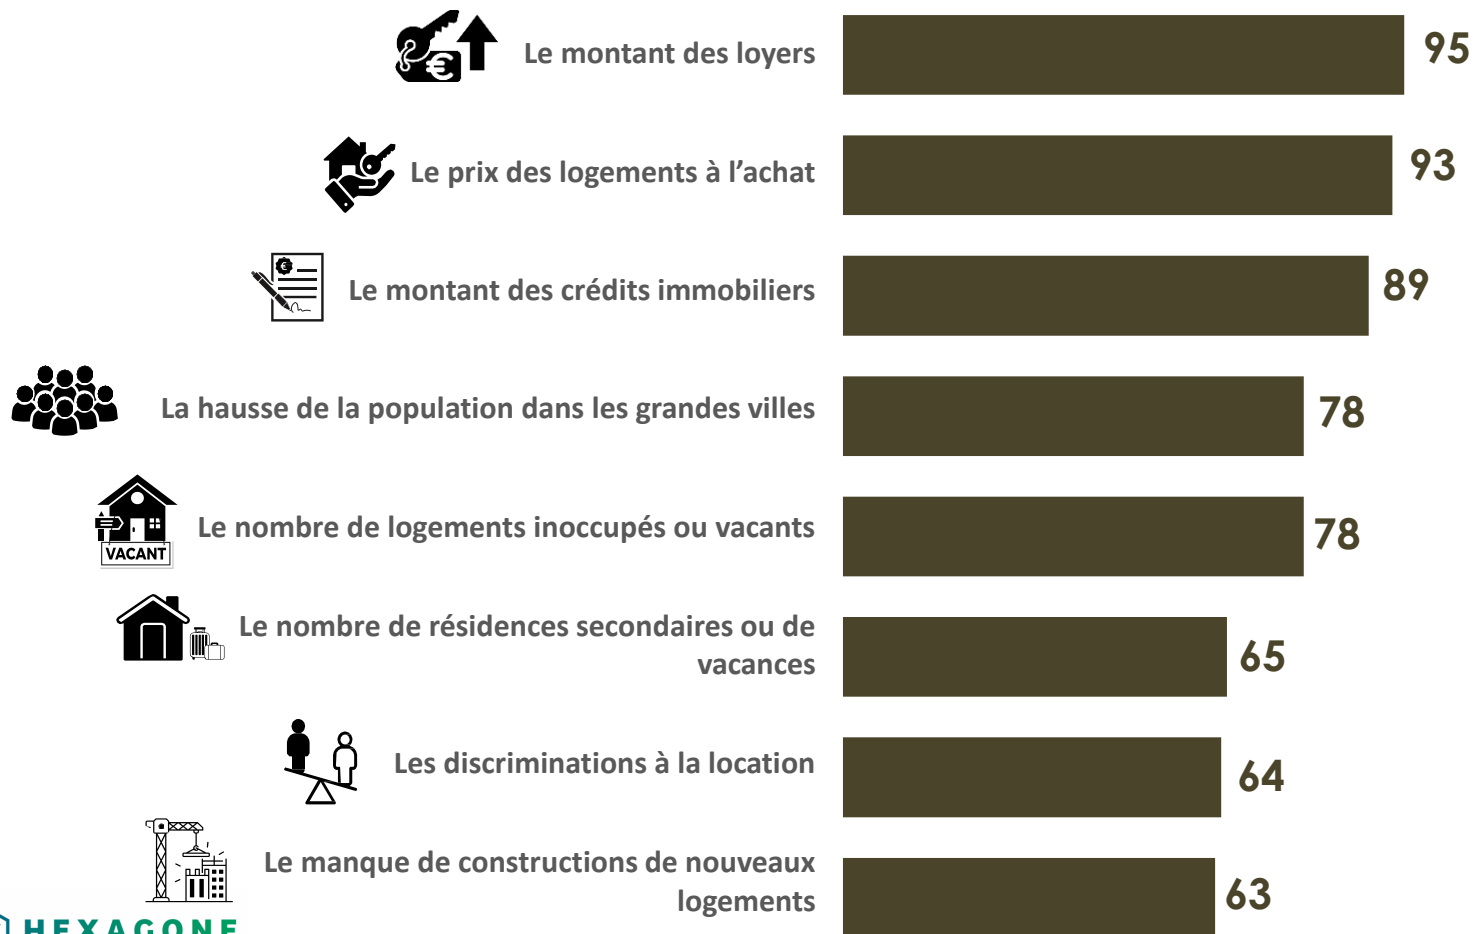 Le montant des loyers
95
Le prix des logements à l’achat
93
Le montant des crédits immobiliers
89
La hausse de la population dans les grandes villes
78
VACANT
Le nombre de logements inoccupés ou vacants
78
Le nombre de résidences secondaires ou de
vacances
65
Les discriminations à la location
64
Le manque de constructions de nouveaux
logements
63
HEXAGONE